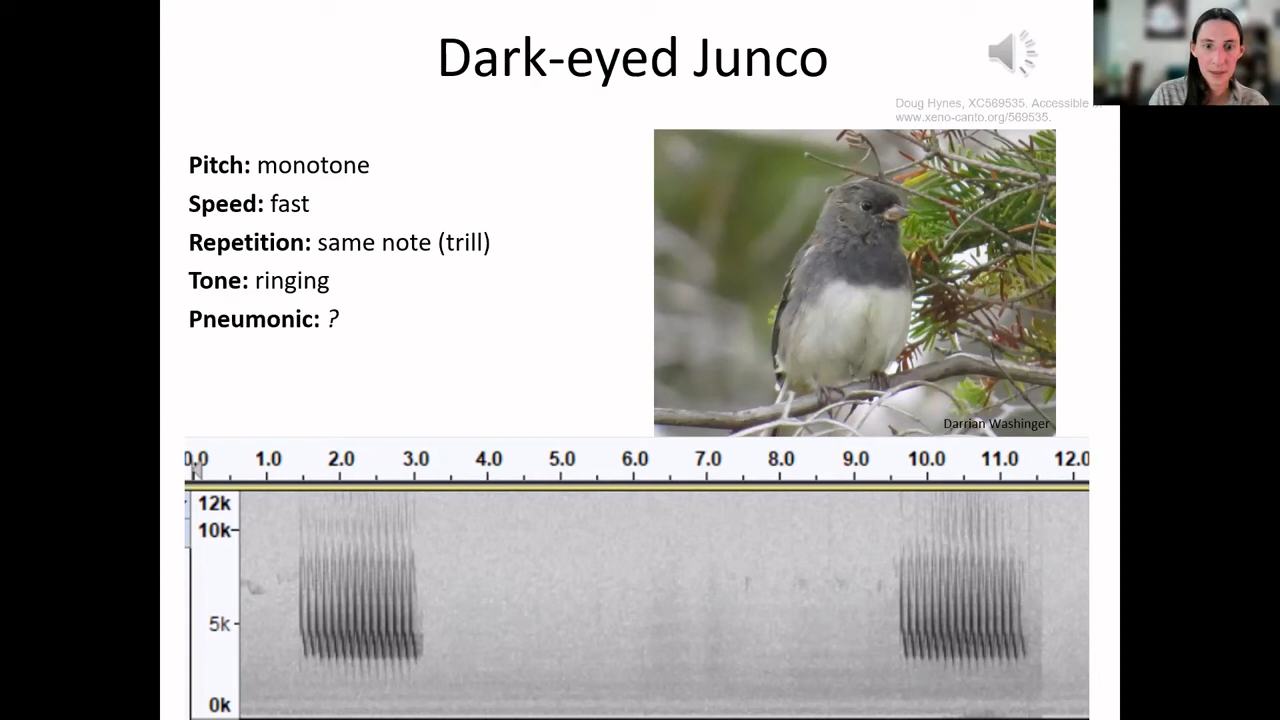 Dark-eyed Junco
Doug Hynes, XC569535. Accessible
www.xeno-canto.org/569535.
Pitch: monotone
Speed: fast
Repetition: same note (trill)
Tone: ringing
Pneumonic: ?
Darrian Washinger
0.0 1.0 2.0 3.0 4.0 5.0 6.0 7.0 8.0 9.0 10.0 11.0 12.0
12k
10k
5k
0k